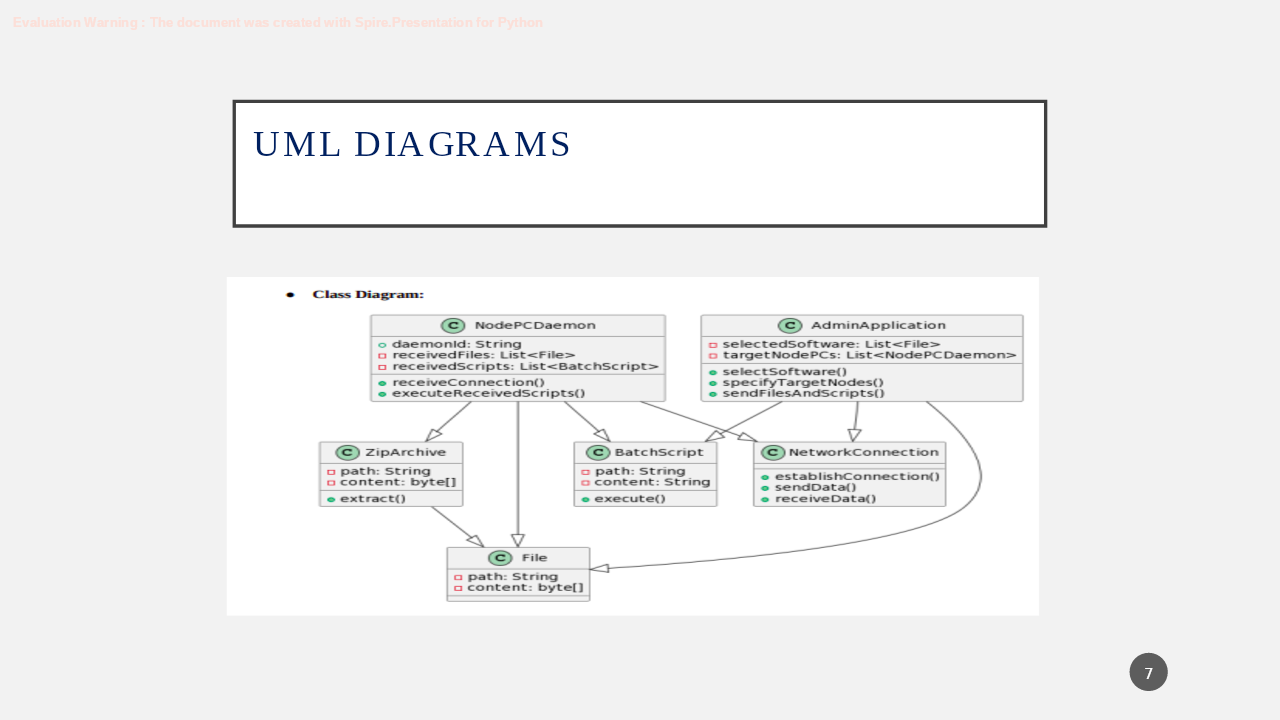 Evaluation Warning : The document was created with Spire.Presentation for Python
UML DIAGRAMS
• Class Diagram:
C NodePCDaemon
daemonId: String
receivedFiles: List<File>
receivedScripts: List<BatchScript>
receiveConnection()
executeReceivedScripts()
C AdminApplication
selectedSoftware: List<File>
targetNodePCs: List<NodePCDaemon>
selectSoftware()
specifyTargetNodes()
sendFilesAndScripts()
C ZipArchive
path: String
content: byte[]
extract()
C BatchScript
path: String
content: String
execute()
C NetworkConnection
establishConnection()
sendData()
receiveData()
C File
path: String
content: byte[]
7